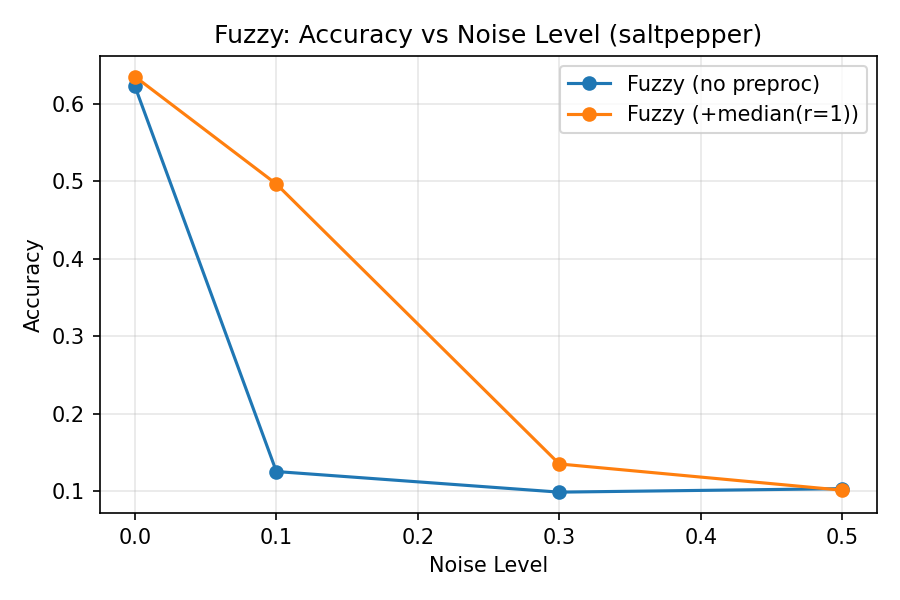 Fuzzy: Accuracy vs Noise Level (saltpepper)
Fuzzy (no preproc)
Fuzzy (+median(r=1))
Accuracy
0.6
0.5
0.4
0.3
0.2
0.1
0.0 0.1 0.2 0.3 0.4 0.5
Noise Level